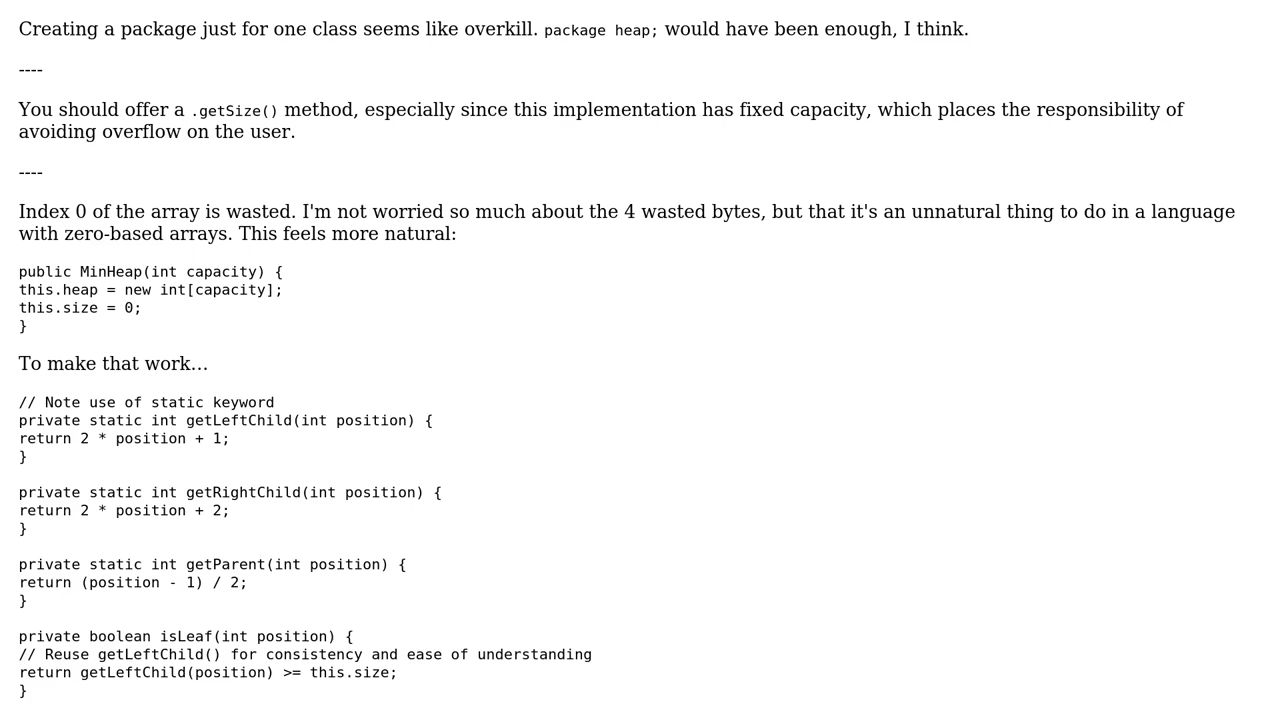 Creating a package just for one class seems like overkill. package heap; would have been enough, I think.
----
You should offer a .getSize() method, especially since this implementation has fixed capacity, which places the responsibility of
avoiding overflow on the user.
----
Index 0 of the array is wasted. I'm not worried so much about the 4 wasted bytes, but that it's an unnatural thing to do in a language
with zero-based arrays. This feels more natural:
public MinHeap(int capacity) {
this.heap = new int[capacity];
this.size = 0;
}
To make that work…
// Note use of static keyword
private static int getLeftChild(int position) {
return 2 * position + 1;
}
private static int getRightChild(int position) {
return 2 * position + 2;
}
private static int getParent(int position) {
return (position - 1) / 2;
}
private boolean isLeaf(int position) {
// Reuse getLeftChild() for consistency and ease of understanding
return getLeftChild(position) >= this.size;
}